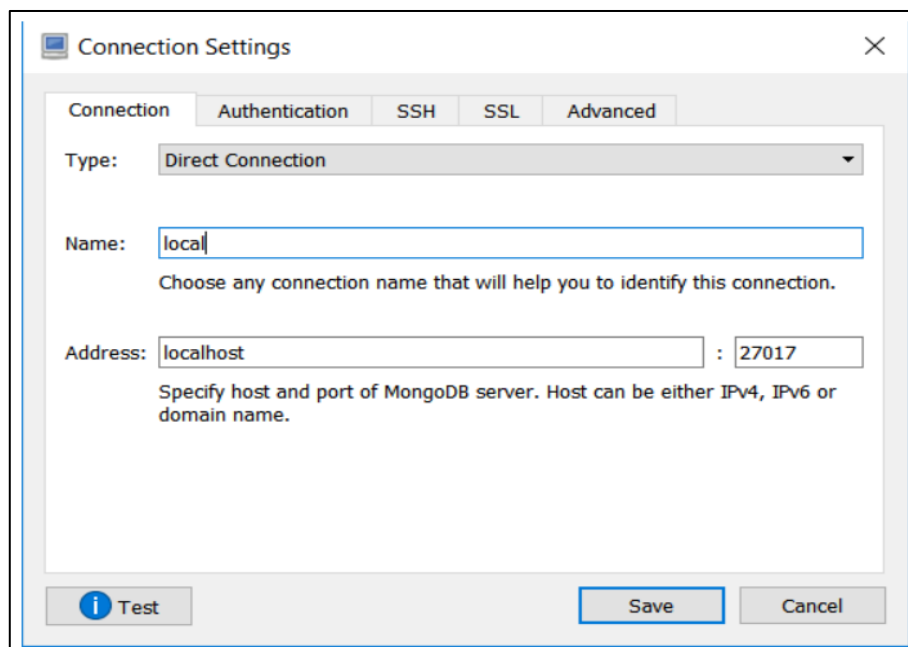 Connection Settings
Connection Authentication SSH SSL Advanced
Type: Direct Connection
Name: local
Choose any connection name that will help you to identify this connection.
Address: localhost : 27017
Specify host and port of MongoDB server. Host can be either IPv4, IPv6 or
domain name.
Test Save Cancel